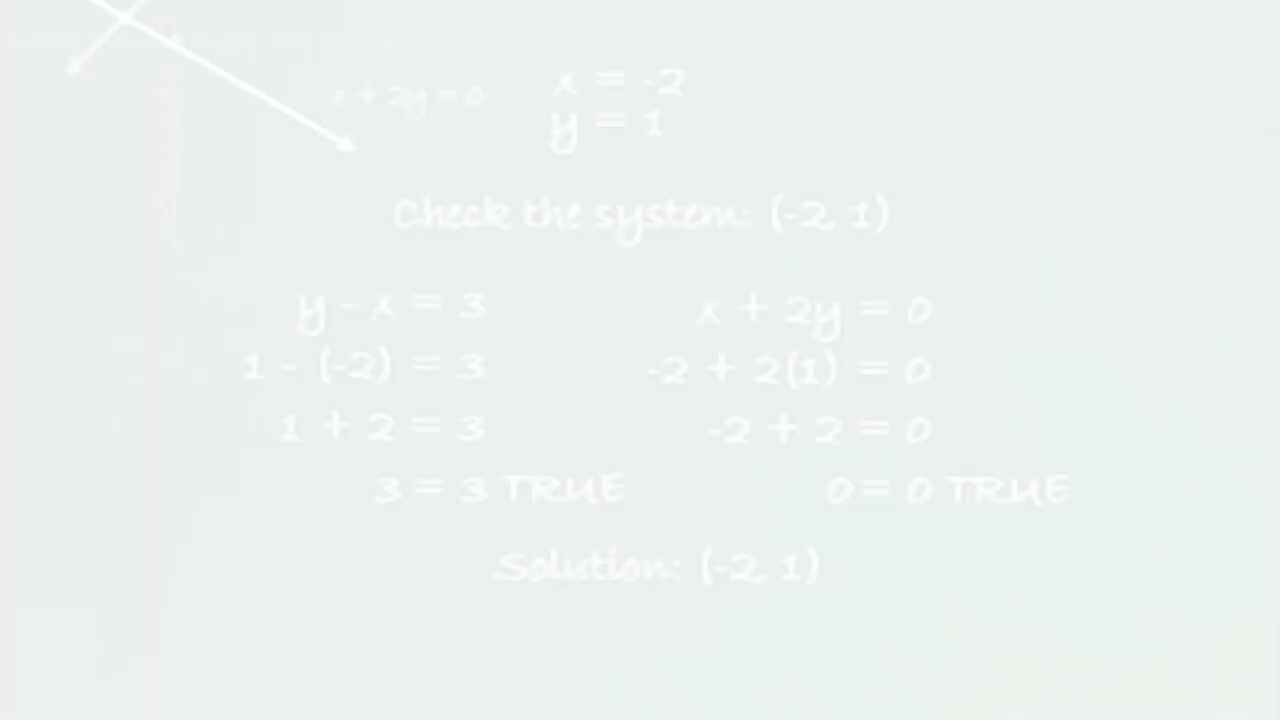 x = -2
x + 2y = 0
y = 1
Check the system: (-2, 1)
y - x = 3
x + 2y = 0
1 - (-2) = 3
-2 + 2(1) = 0
1 + 2 = 3
-2 + 2 = 0
3 = 3 TRUE
0 = 0 TRUE
Solution: (-2, 1)